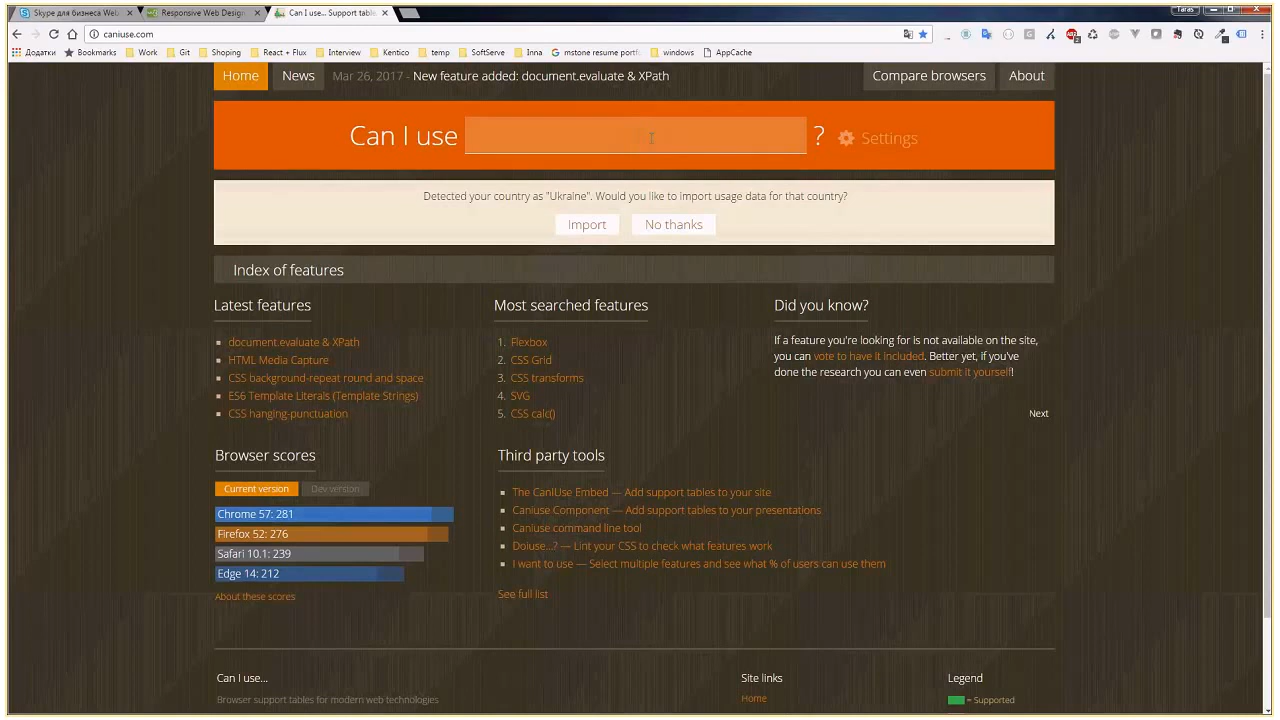 Skype для бизнеса Web
Responsive Web Design
Can I use... Support table
Taras
caniuse.com
Додатки
Bookmarks
Work
Git
Shoping
React + Flux
Interview
Kentico
temp
SoftServe
Inna
mstone resume portf
windows
AppCache
Home
News
Mar 26, 2017 - New feature added: document.evaluate & XPath
Compare browsers
About
Can I use
?
Settings
Detected your country as "Ukraine". Would you like to import usage data for that country?
Import
No thanks
Index of features
Latest features
document.evaluate & XPath
HTML Media Capture
CSS background-repeat round and space
ES6 Template Literals (Template Strings)
CSS hanging-punctuation
Most searched features
1. Flexbox
2. CSS Grid
3. CSS transforms
4. SVG
5. CSS calc()
Did you know?
If a feature you're looking for is not available on the site,
you can vote to have it included. Better yet, if you've
done the research you can even submit it yourself!
Next
Browser scores
Current version
Dev version
Chrome 57: 281
Firefox 52: 276
Safari 10.1: 239
Edge 14: 212
About these scores
Third party tools
The CanIUse Embed — Add support tables to your site
Caniuse Component — Add support tables to your presentations
Caniuse command line tool
Doiuse...? — Lint your CSS to check what features work
I want to use — Select multiple features and see what % of users can use them
See full list
Can I use...
Browser support tables for modern web technologies
Site links
Home
Legend
= Supported